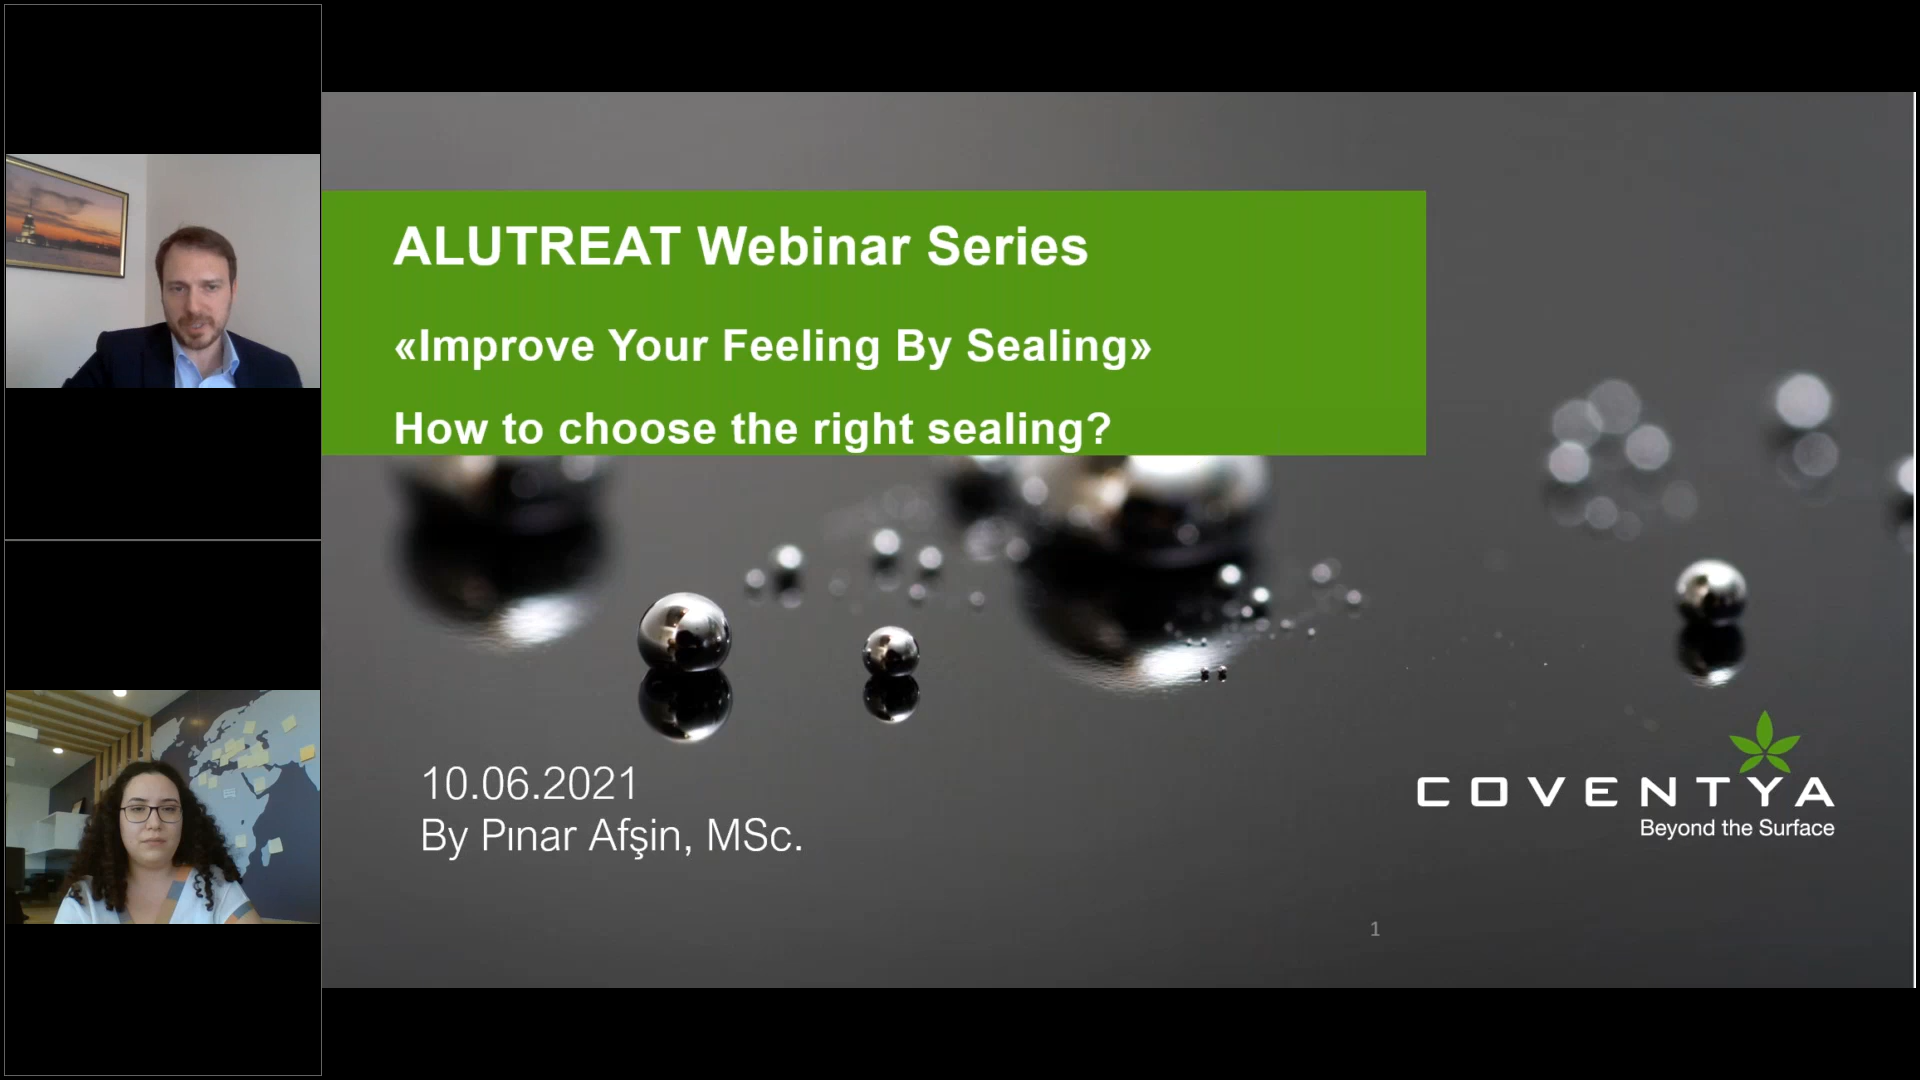 ALUTREAT Webinar Series
«Improve Your Feeling By Sealing»
How to choose the right sealing?
10.06.2021
By Pınar Afşin, MSc.
COVENTYA
Beyond the Surface
1